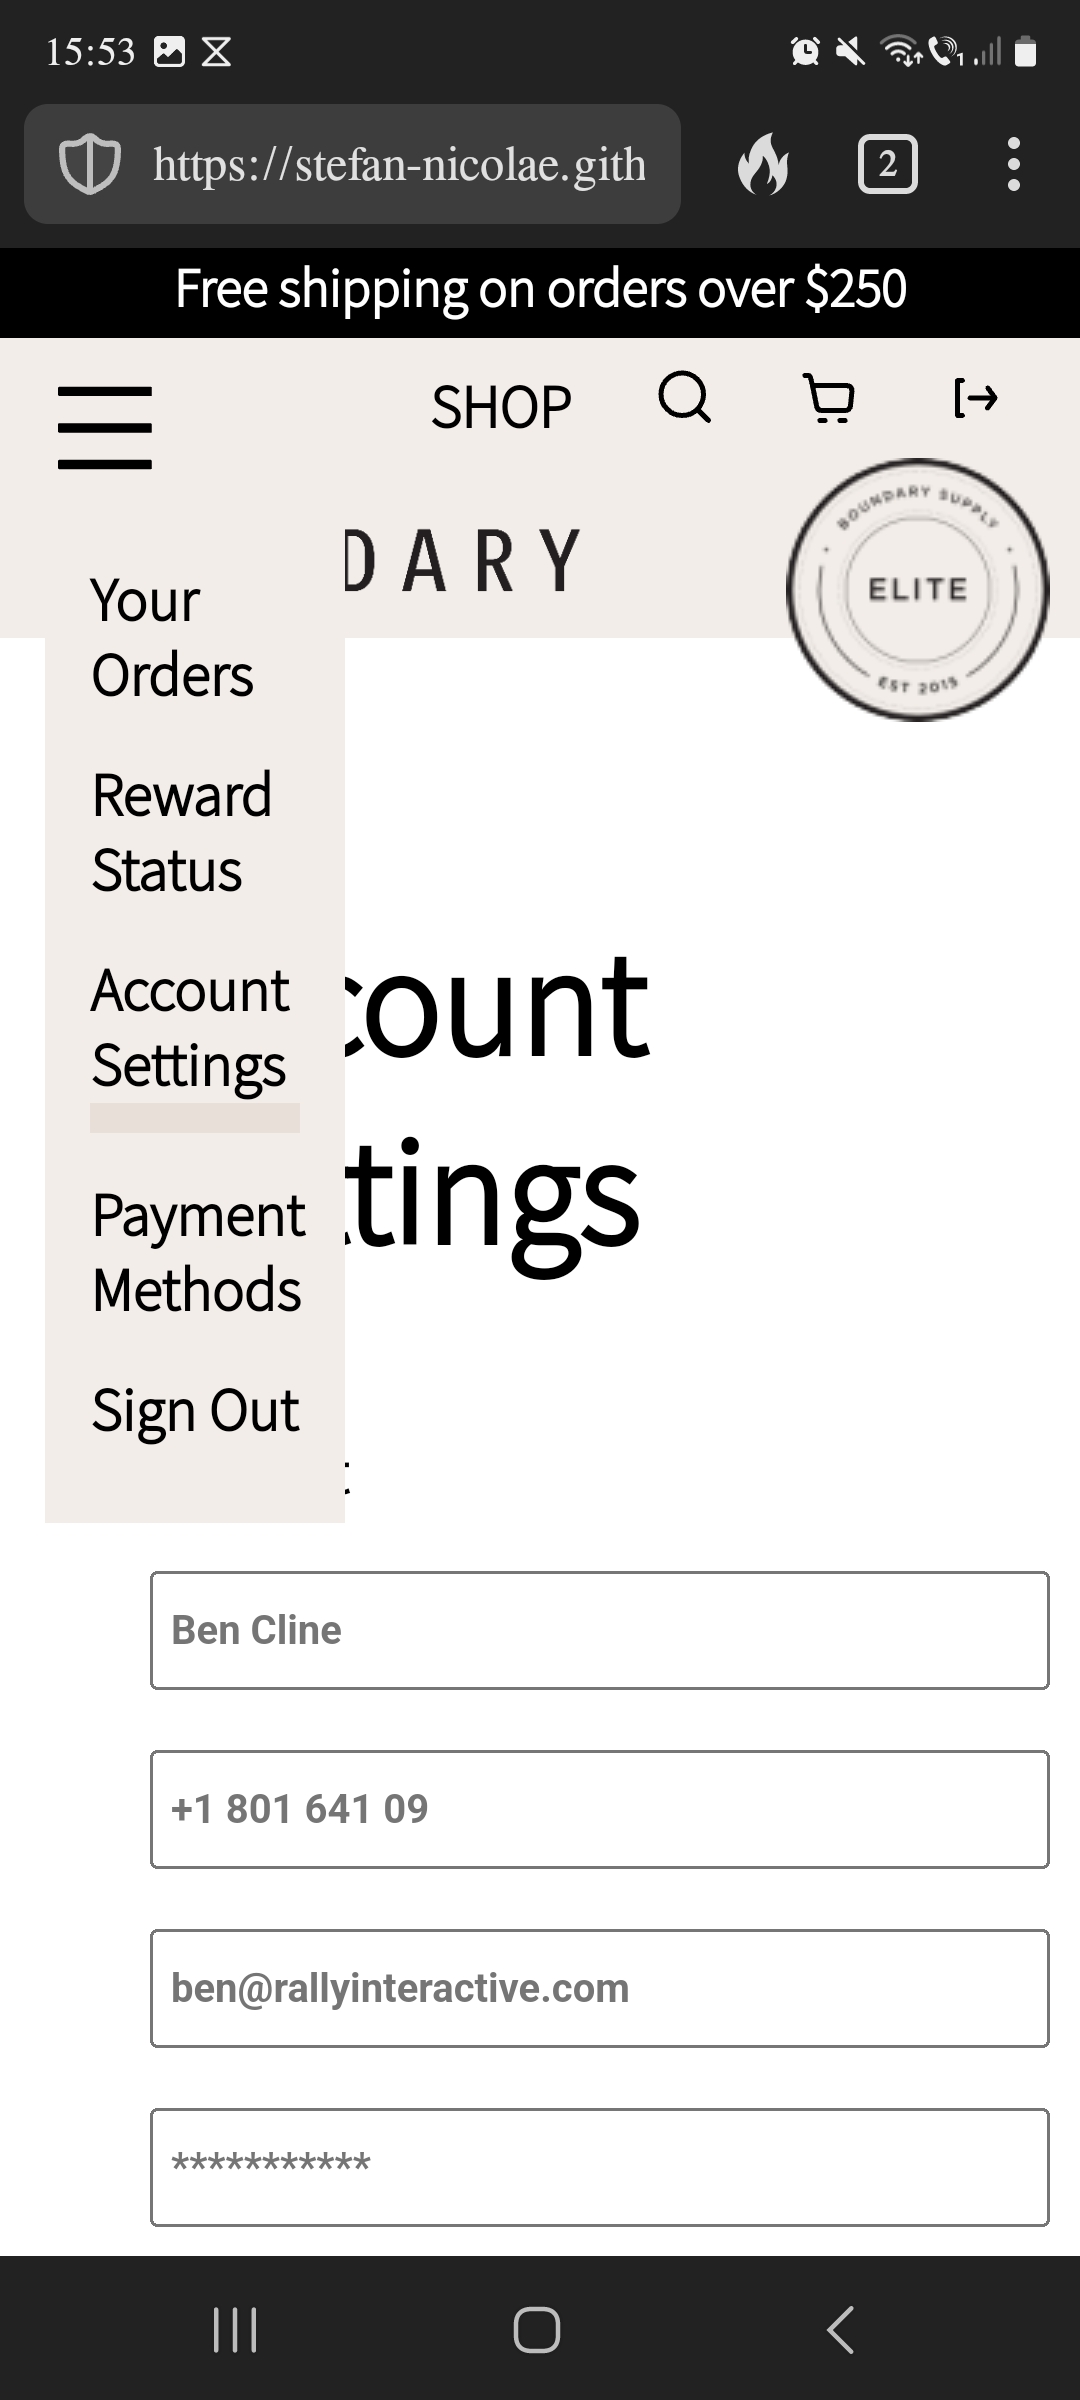 15:53
https://stefan-nicolae.gith
2
Free shipping on orders over $250
SHOP
DARY
BOUNDARY SUPPLY
ELITE
EST 2015
Your
Orders
Reward
Status
Account
Settings
Payment
Methods
Sign Out
count
tings
t
Ben Cline
+1 801 641 09
ben@rallyinteractive.com
***********